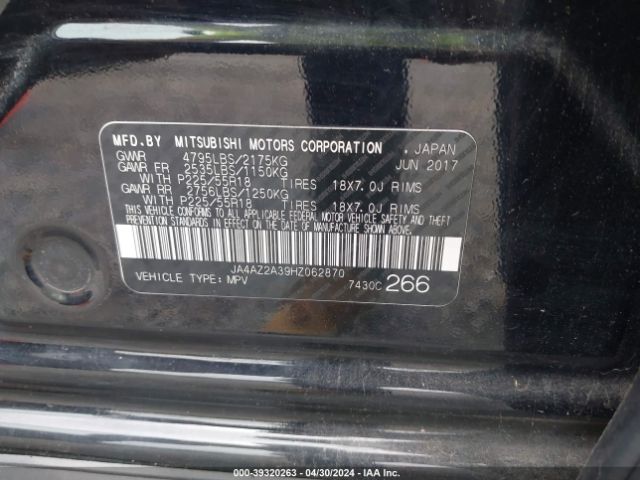 MFD.BY MITSUBISHI MOTORS CORPORATION . JAPAN
GVWR 4795LBS/2175KG JUN 2017
GAWR FR 2535LBS/1150KG
WITH P225/55R18 TIRES 18X7.0J RIMS
GAWR RR 2756LBS/1250KG
WITH P225/55R18 TIRES 18X7.0J RIMS
THIS VEHICLE CONFORMS TO ALL APPLICABLE FEDERAL MOTOR VEHICLE SAFETY AND THEFT
PREVENTION STANDARDS IN EFFECT ON THE DATE OF MANUFACTURE SHOWN ABOVE.
JA4AZ2A39HZ062870
VEHICLE TYPE: MPV 7430C 266
000-39320263 - 04/30/2024 - IAA Inc.